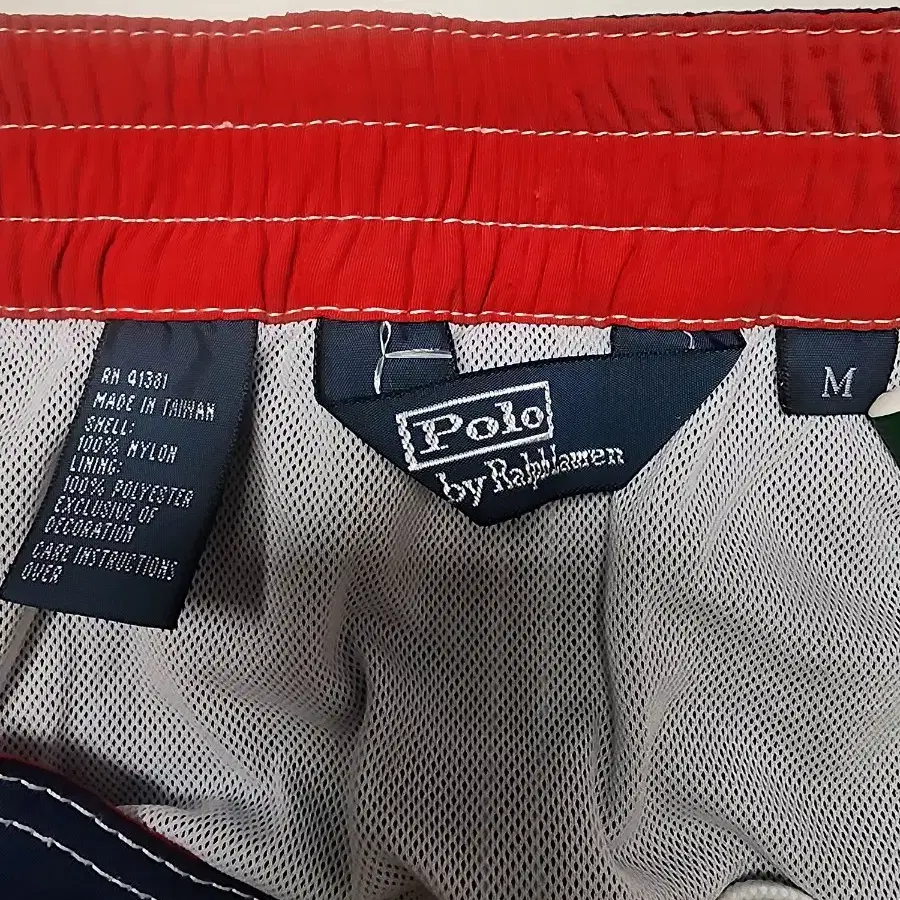 RN 41381
MADE IN TAIWAN
SHELL:
100% NYLON
LINING:
100% POLYESTER
EXCLUSIVE OF
DECORATION
CARE INSTRUCTIONS
OVER
Polo
by Ralph Lauren
M